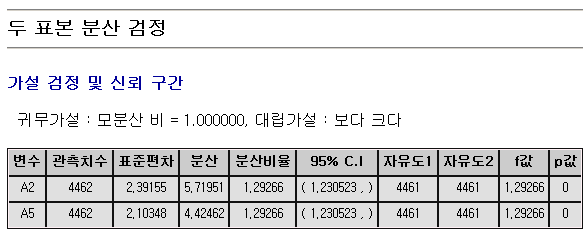 두 표본 분산 검정
가설 검정 및 신뢰 구간
귀무가설 : 모분산 비 = 1.000000, 대립가설 : 보다 크다
변수 관측치수 표준편차 분산 분산비율 95% C.I 자유도1 자유도2 f값 p값
A2 4462 2.39155 5.71951 1.29266 ( 1.230523 , ) 4461 4461 1.29266 0
A5 4462 2.10348 4.42462 1.29266 ( 1.230523 , ) 4461 4461 1.29266 0